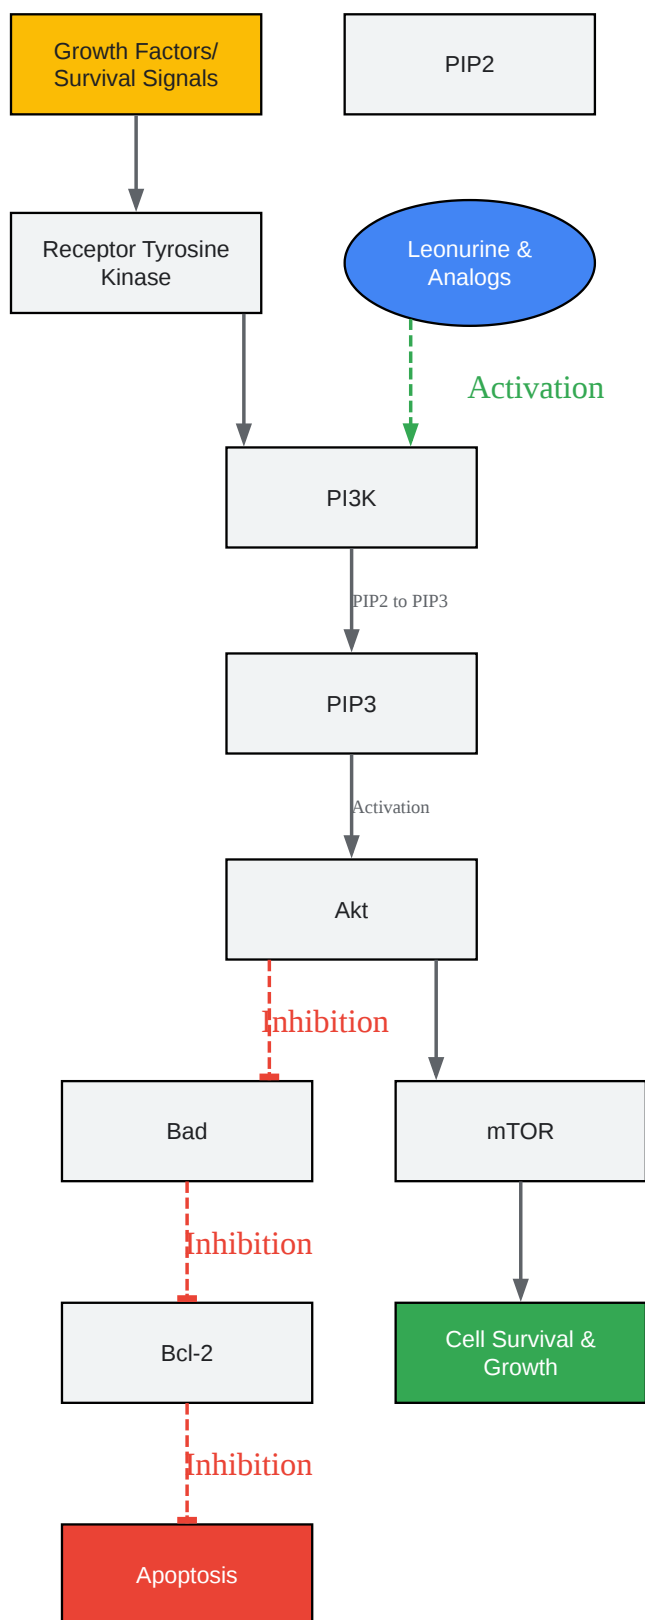 Growth Factors/
Survival Signals
PIP2
Receptor Tyrosine
Kinase
Leonurine &
Analogs
Activation
PI3K
PIP2 to PIP3
PIP3
Activation
Akt
Inhibition
Bad
mTOR
Inhibition
Bcl-2
Cell Survival &
Growth
Inhibition
Apoptosis